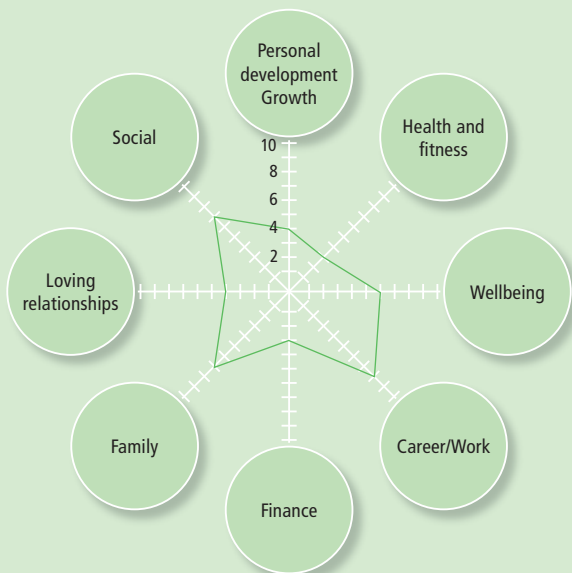 Personal
development
Growth
Social
Health and
fitness
10
8
6
4
2
Loving
relationships
Wellbeing
Family
Career/Work
Finance